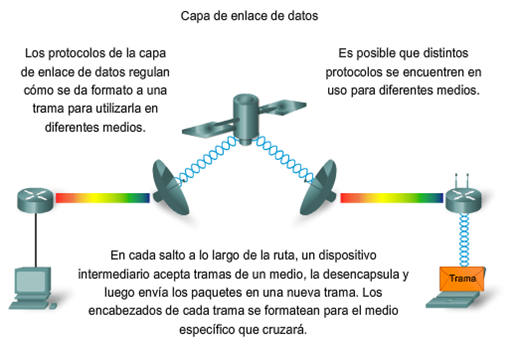 Capa de enlace de datos
Los protocolos de la capa
de enlace de datos regulan
cómo se da formato a una
trama para utilizarla en
diferentes medios.
Es posible que distintos
protocolos se encuentren en
uso para diferentes medios.
Trama
En cada salto a lo largo de la ruta, un dispositivo
intermediario acepta tramas de un medio, la desencapsula y
luego envía los paquetes en una nueva trama. Los
encabezados de cada trama se formatean para el medio
específico que cruzará.